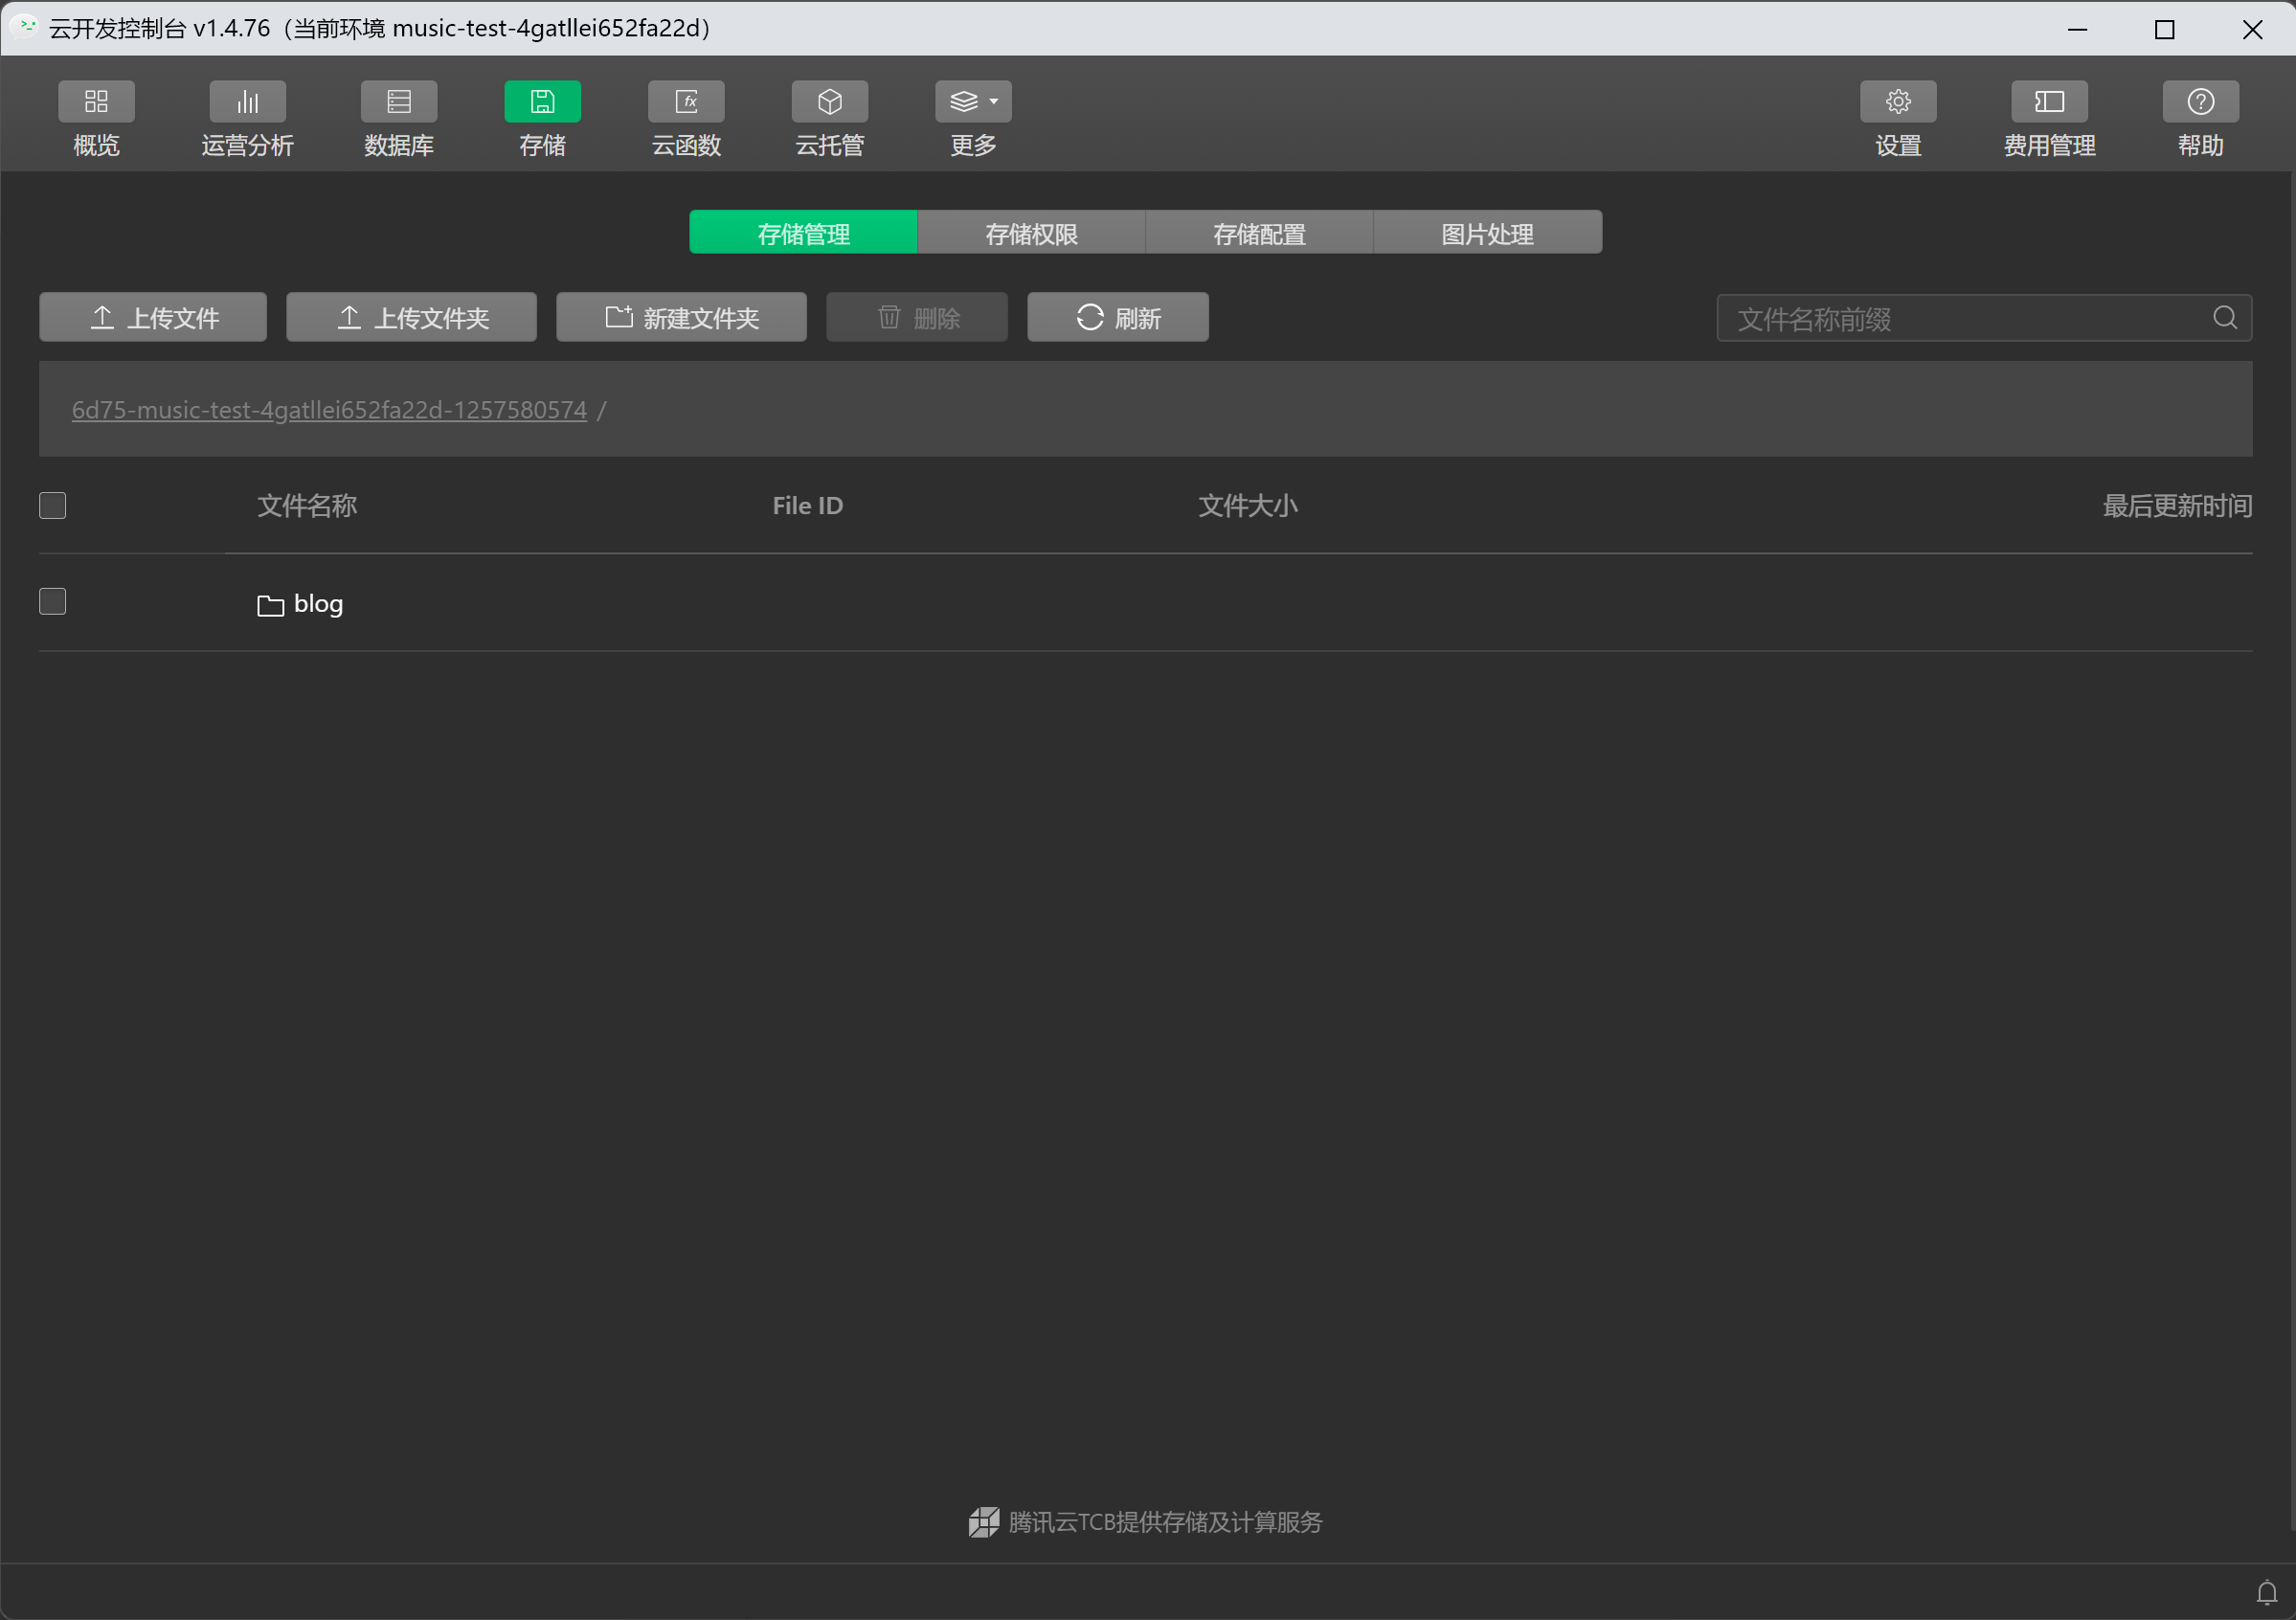 云开发控制台 v1.4.76（当前环境 music-test-4gatllei652fa22d）
概览 运营分析 数据库 存储 云函数 云托管 更多 设置 费用管理 帮助
存储管理 存储权限 存储配置 图片处理
上传文件 上传文件夹 新建文件夹 删除 刷新 文件名称前缀
6d75-music-test-4gatllei652fa22d-1257580574 /
文件名称 File ID 文件大小 最后更新时间
blog
腾讯云TCB提供存储及计算服务